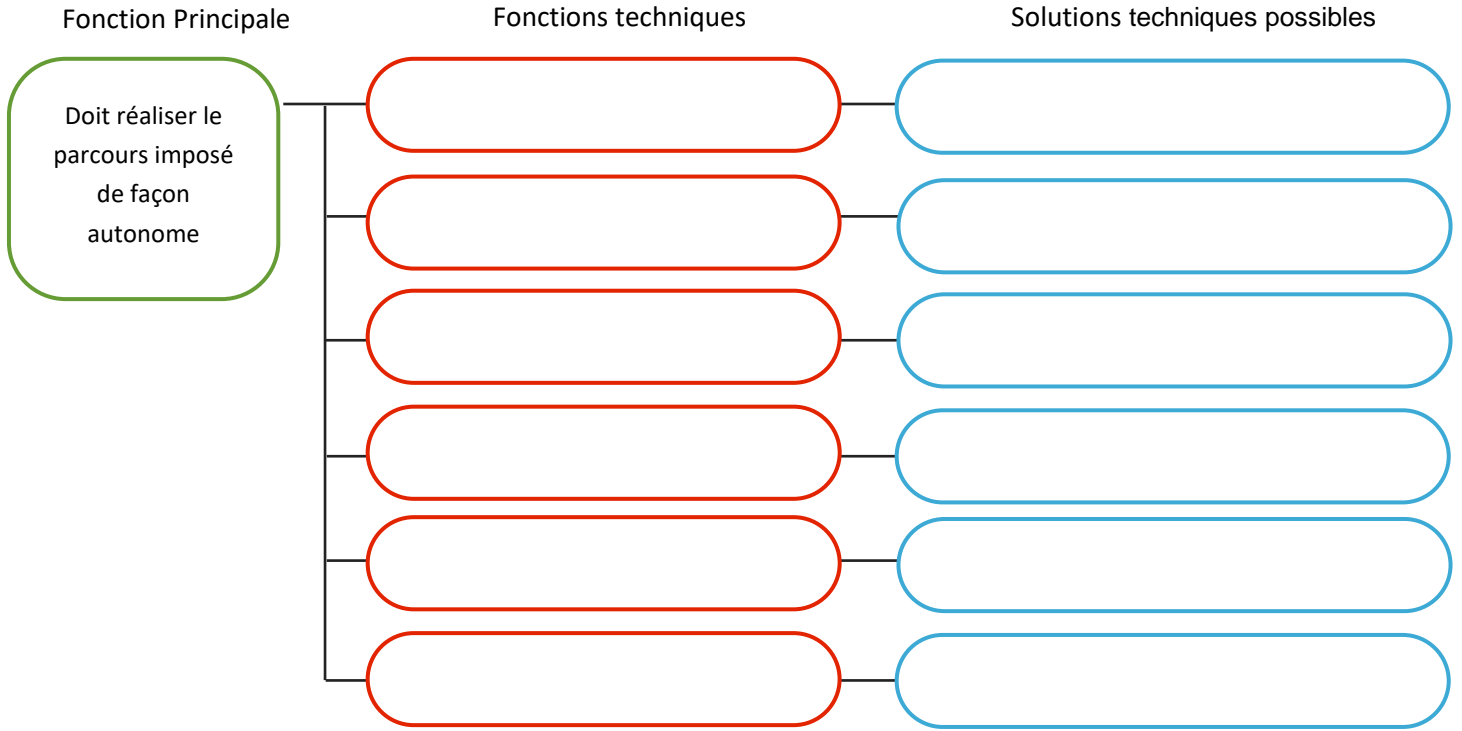 Fonction Principale
Fonctions techniques
Solutions techniques possibles
Doit réaliser le
parcours imposé
de façon
autonome